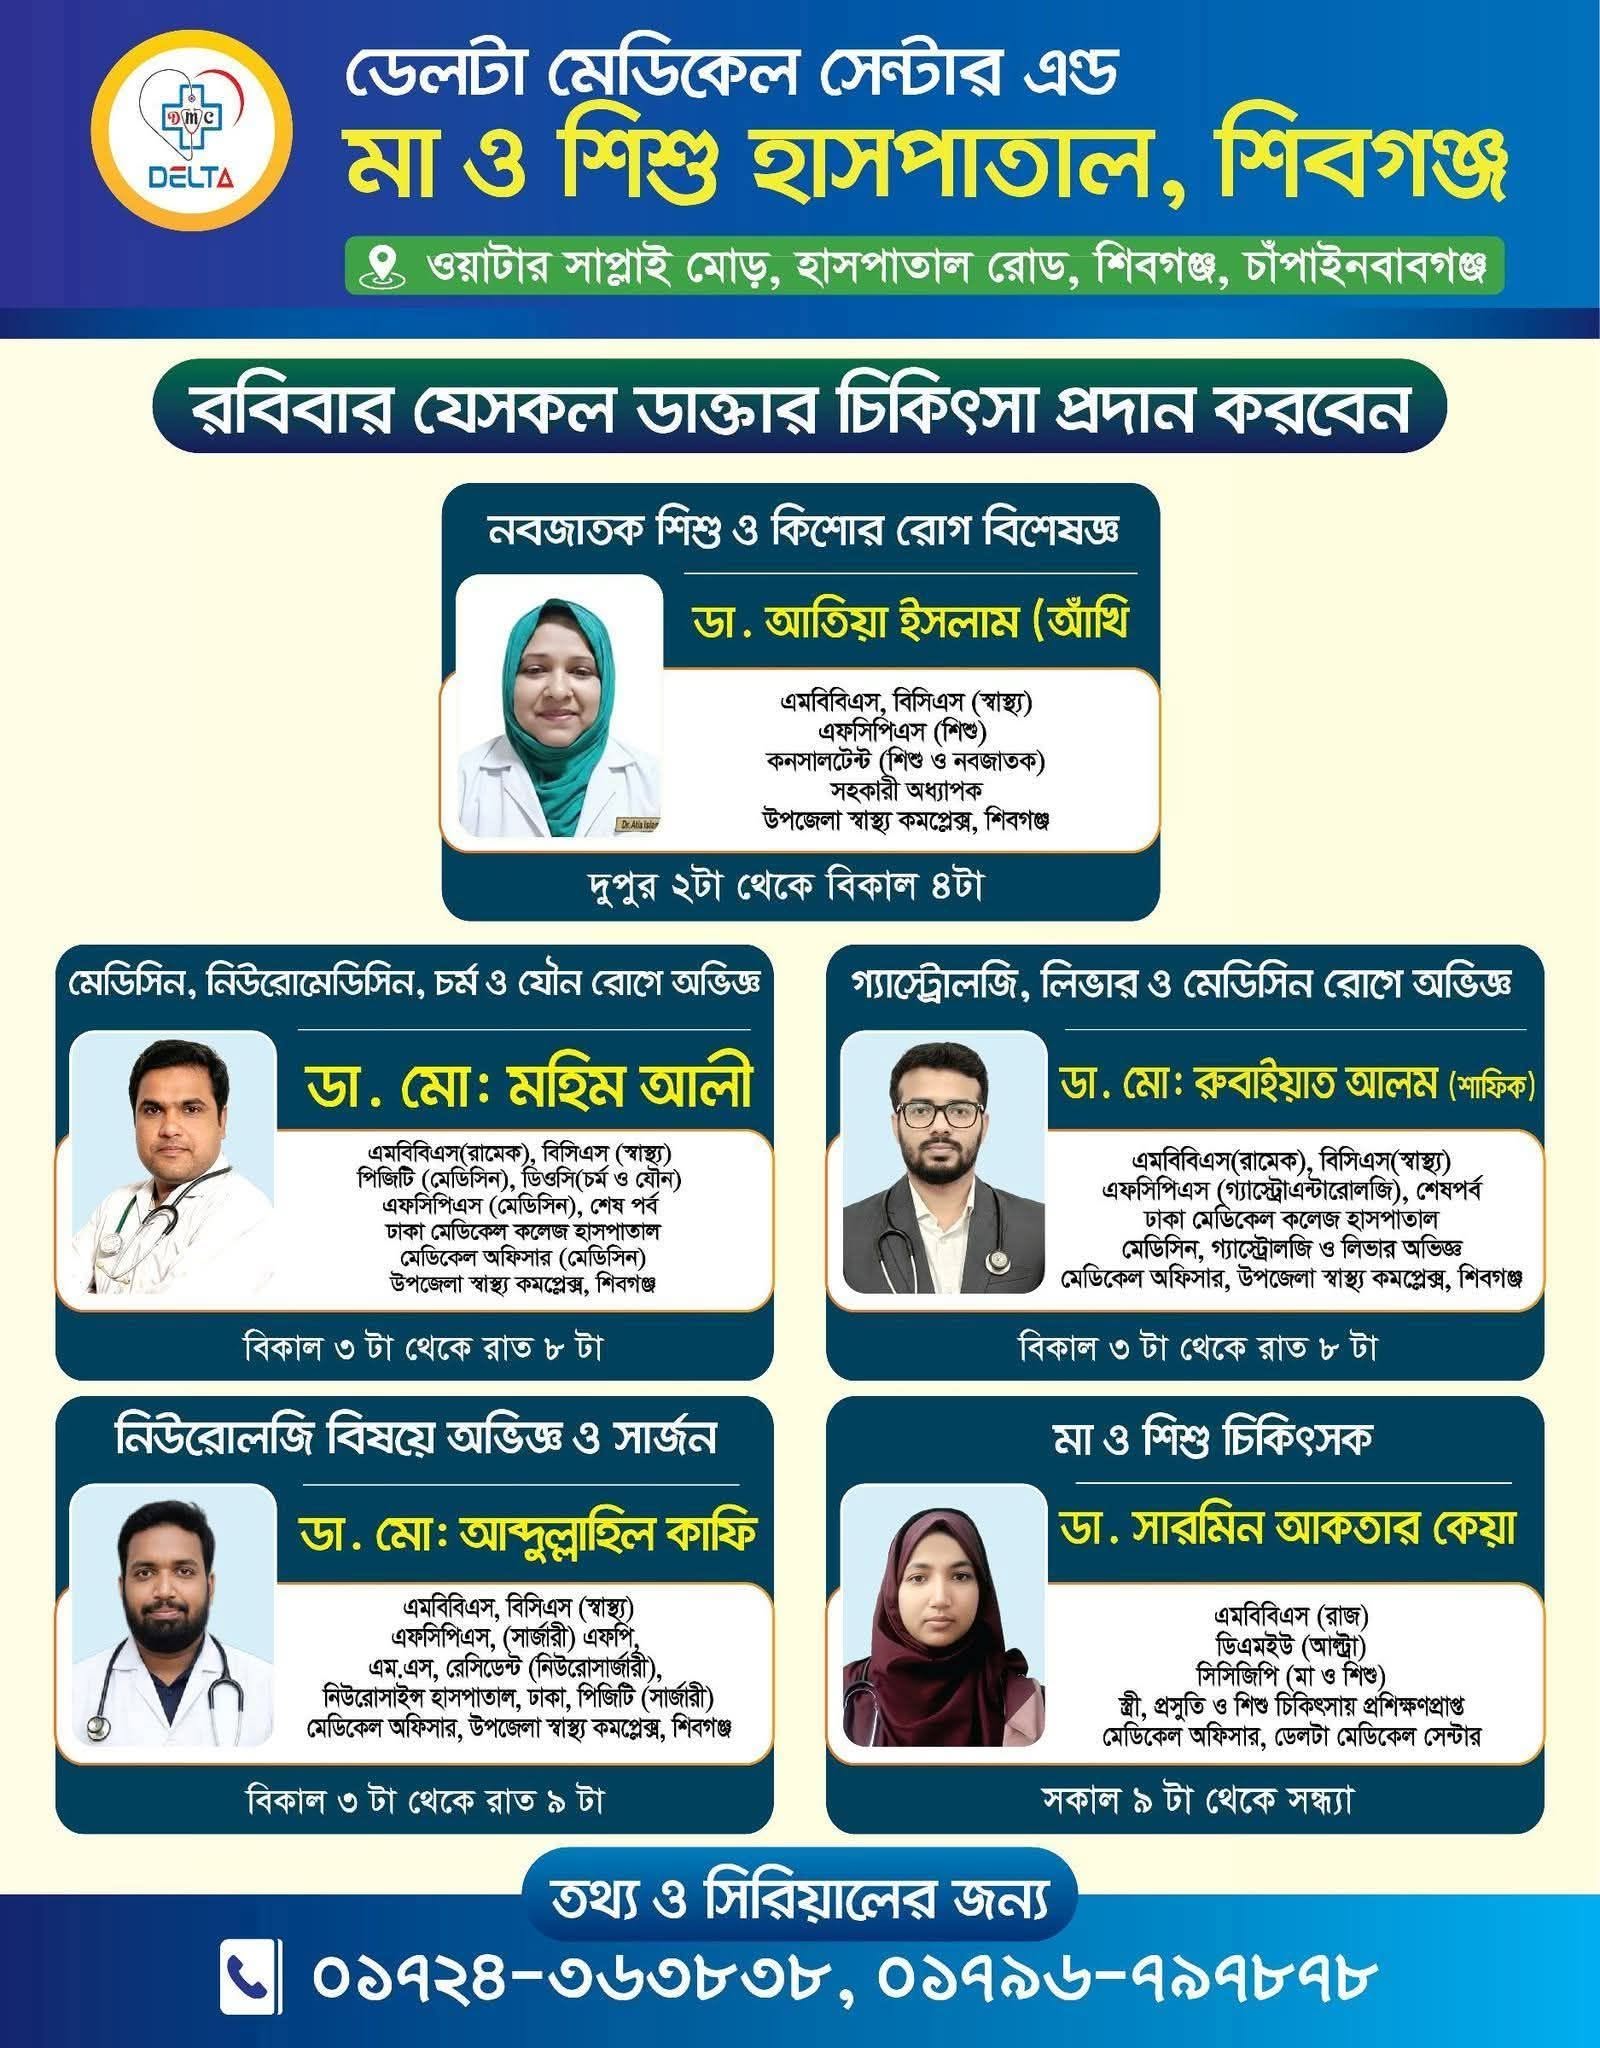 DMC
DELTA
ডেলটা মেডিকেল সেন্টার এন্ড
মা ও শিশু হাসপাতাল, শিবগঞ্জ
ওয়াটার সাপ্লাই মোড়, হাসপাতাল রোড, শিবগঞ্জ, চাঁপাইনবাবগঞ্জ
রবিবার যেসকল ডাক্তার চিকিৎসা প্রদান করবেন
নবজাতক শিশু ও কিশোর রোগ বিশেষজ্ঞ
ডা. আতিয়া ইসলাম (আঁখি
এমবিবিএস, বিসিএস (স্বাস্থ্য)
এফসিপিএস (শিশু)
কনসালটেন্ট (শিশু ও নবজাতক)
সহকারী অধ্যাপক
উপজেলা স্বাস্থ্য কমপ্লেক্স, শিবগঞ্জ
Dr. Atia Islam
দুপুর ২টা থেকে বিকাল ৪টা
মেডিসিন, নিউরোমেডিসিন, চর্ম ও যৌন রোগে অভিজ্ঞ
ডা. মো: মহিম আলী
এমবিবিএস(রামেক), বিসিএস (স্বাস্থ্য)
পিজিটি (মেডিসিন), ডিওসি(চর্ম ও যৌন)
এফসিপিএস (মেডিসিন), শেষ পর্ব
ঢাকা মেডিকেল কলেজ হাসপাতাল
মেডিকেল অফিসার (মেডিসিন)
উপজেলা স্বাস্থ্য কমপ্লেক্স, শিবগঞ্জ
বিকাল ৩ টা থেকে রাত ৮ টা
গ্যাস্ট্রোলজি, লিভার ও মেডিসিন রোগে অভিজ্ঞ
ডা. মো: রুবাইয়াত আলম (শাফিক)
এমবিবিএস(রামেক), বিসিএস(স্বাস্থ্য)
এফসিপিএস (গ্যাস্ট্রোএন্টারোলজি), শেষপর্ব
ঢাকা মেডিকেল কলেজ হাসপাতাল
মেডিসিন, গ্যাস্ট্রোলজি ও লিভার অভিজ্ঞ
মেডিকেল অফিসার, উপজেলা স্বাস্থ্য কমপ্লেক্স, শিবগঞ্জ
বিকাল ৩ টা থেকে রাত ৮ টা
নিউরোলজি বিষয়ে অভিজ্ঞ ও সার্জন
ডা. মো: আব্দুল্লাহিল কাফি
এমবিবিএস, বিসিএস (স্বাস্থ্য)
এফসিপিএস, (সার্জারী) এফপি,
এম.এস, রেসিডেন্ট (নিউরোসার্জারী),
নিউরোসাইন্স হাসপাতাল, ঢাকা, পিজিটি (সার্জারী)
মেডিকেল অফিসার, উপজেলা স্বাস্থ্য কমপ্লেক্স, শিবগঞ্জ
বিকাল ৩ টা থেকে রাত ৯ টা
মা ও শিশু চিকিৎসক
ডা. সারমিন আকতার কেয়া
এমবিবিএস (রাজ)
ডিএমইউ (আল্ট্রা)
সিসিজিপি (মা ও শিশু)
স্ত্রী, প্রসুতি ও শিশু চিকিৎসায় প্রশিক্ষণপ্রাপ্ত
মেডিকেল অফিসার, ডেলটা মেডিকেল সেন্টার
সকাল ৯ টা থেকে সন্ধ্যা
তথ্য ও সিরিয়ালের জন্য
০১৭২৪-৩৬৩৮৩৮, ০১৭৯৬-৭৯৭৮৭৮